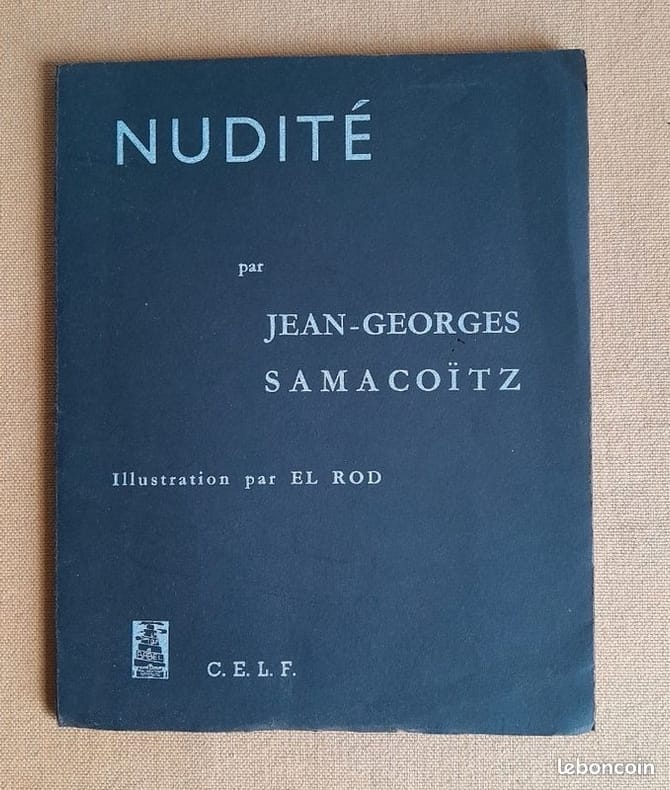 NUDITÉ
par
JEAN-GEORGES
SAMACOÏTZ
Illustration par EL ROD
C. E. L. F.
leboncoin